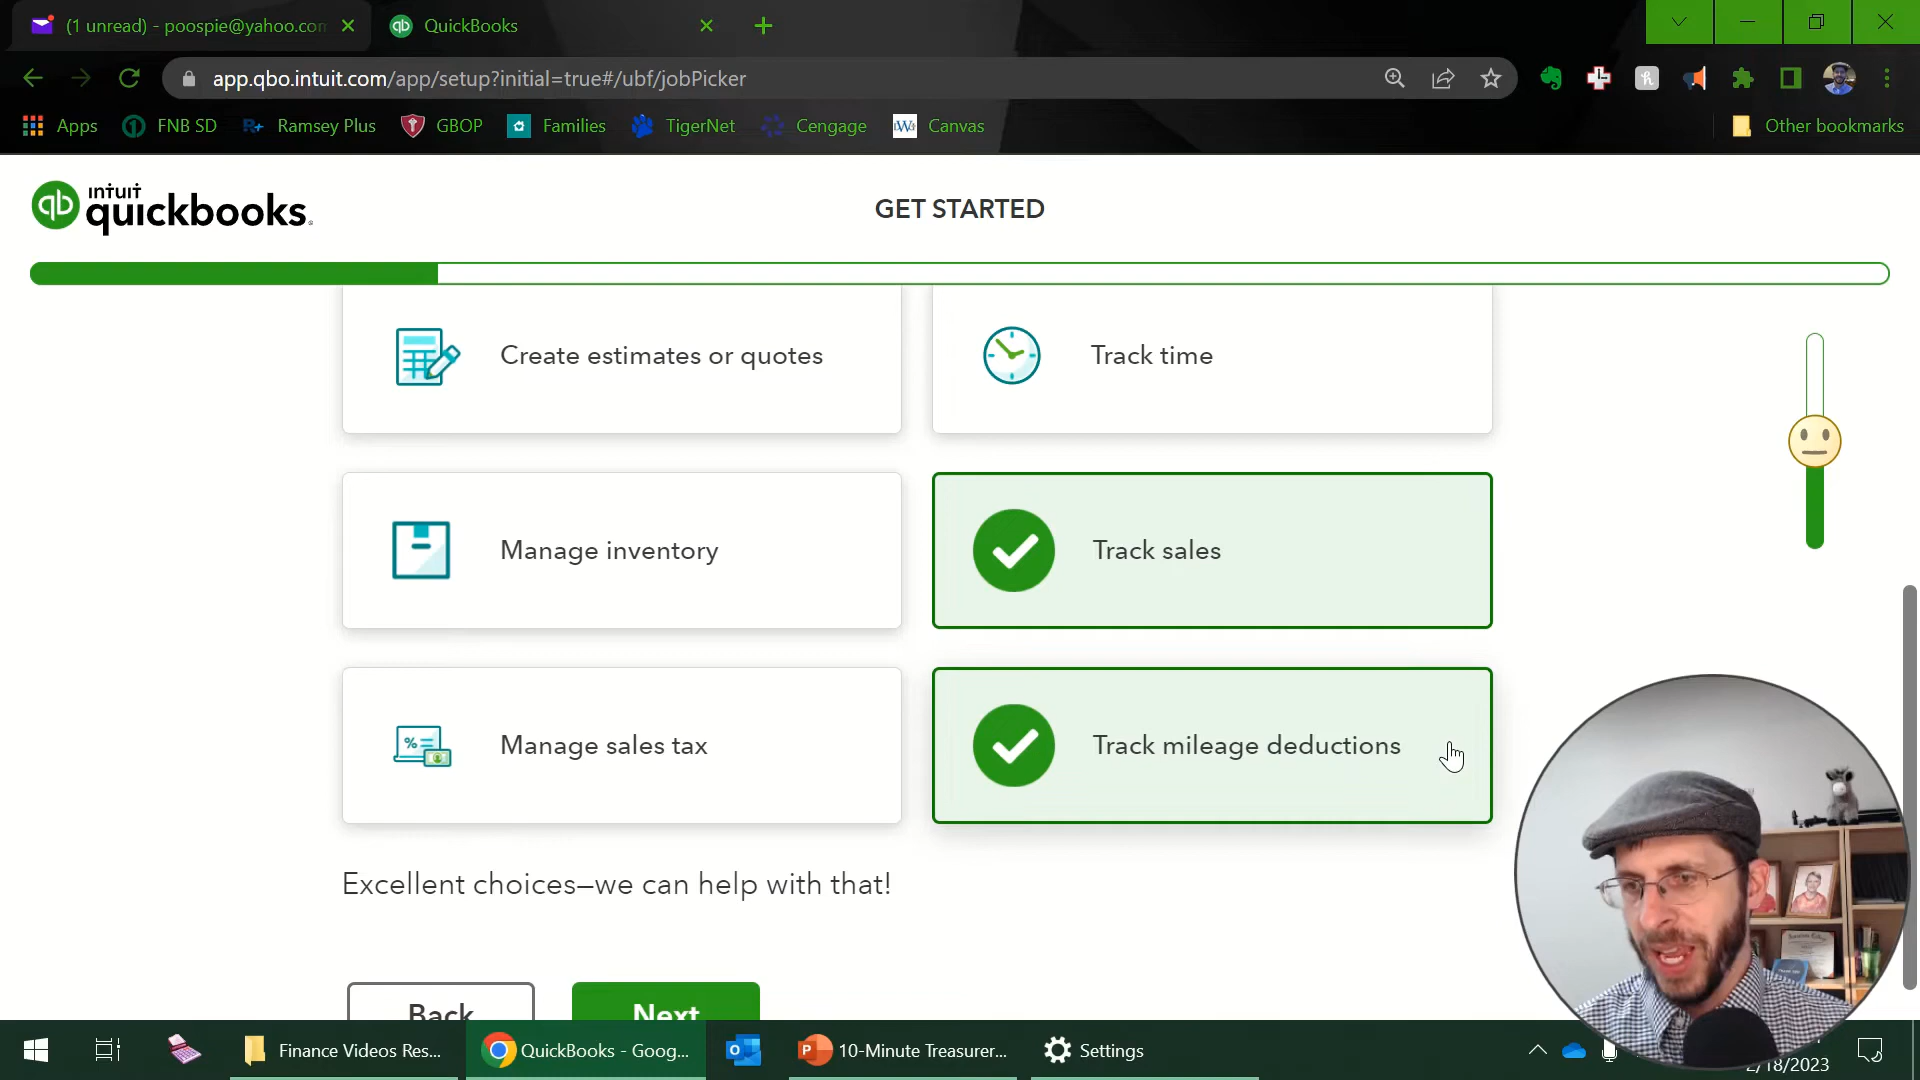 (1 unread) - poospie@yahoo.con
QuickBooks
app.qbo.intuit.com/app/setup?initial=true#/ubf/jobPicker
Apps
FNB SD
Ramsey Plus
GBOP
Families
TigerNet
Cengage
Canvas
Other bookmarks
intuit
quickbooks.
GET STARTED
Create estimates or quotes
Track time
Manage inventory
Track sales
Manage sales tax
Track mileage deductions
Excellent choices—we can help with that!
Back
Next
Finance Videos Res...
QuickBooks - Goog...
10-Minute Treasurer...
Settings
2/18/2023